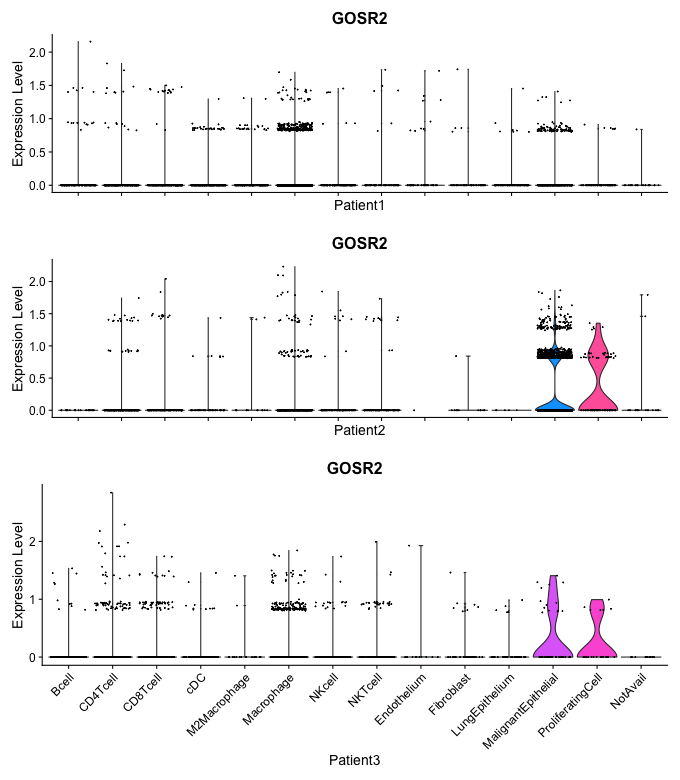 GOSR2
Expression Level
2.0
1.5
1.0
0.5
0.0
Patient1
GOSR2
Expression Level
2.0
1.5
1.0
0.5
0.0
Patient2
GOSR2
Expression Level
2
1
0
Bcell
CD4Tcell
CD8Tcell
cDC
M2Macrophage
Macrophage
NKcell
NKTcell
Endothelium
Fibroblast
LungEpithelium
MalignantEpithelial
ProliferatingCell
NotAvail
Patient3